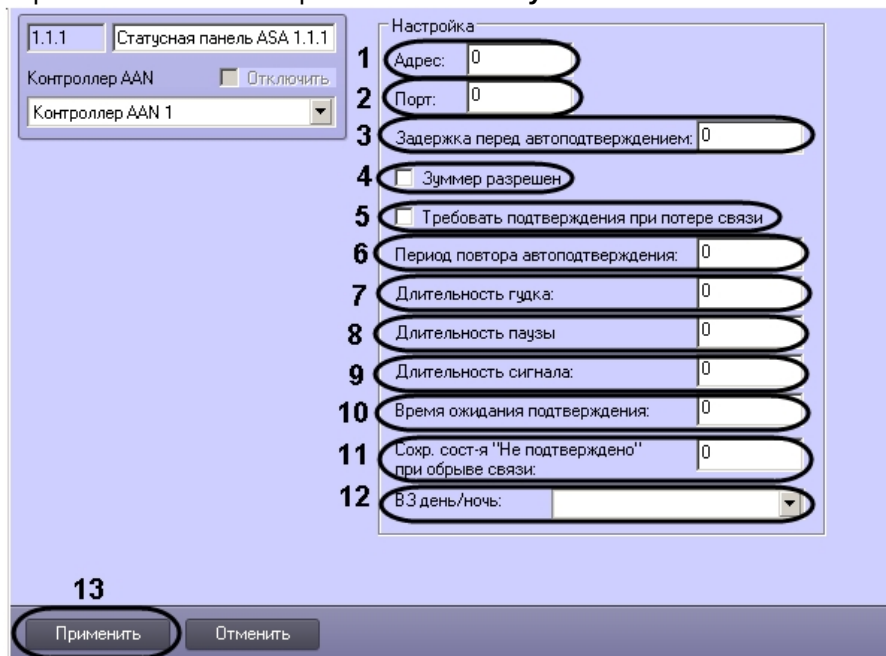 1.1.1 Статусная панель ASA 1.1.1
Контроллер AAN Отключить
Контроллер AAN 1
Настройка
1 Адрес: 0
2 Порт: 0
3 Задержка перед автоподтверждением: 0
4 Зуммер разрешен
5 Требовать подтверждения при потере связи
6 Период повтора автоподтверждения: 0
7 Длительность гудка: 0
8 Длительность паузы 0
9 Длительность сигнала: 0
10 Время ожидания подтверждения: 0
11 Сохр. сост-я "Не подтверждено" 0
при обрыве связи:
12 ВЗ день/ночь:
13
Применить Отменить